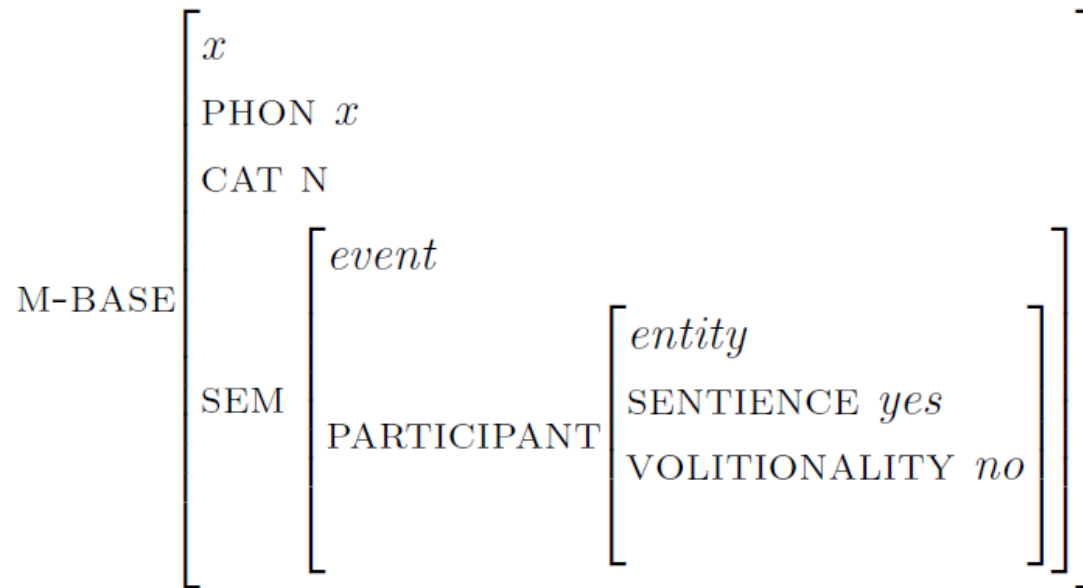 x
PHON x
CAT N
event
M-BASE
entity
SEM
SENTIENCE yes
PARTICIPANT
VOLITIONALITY no